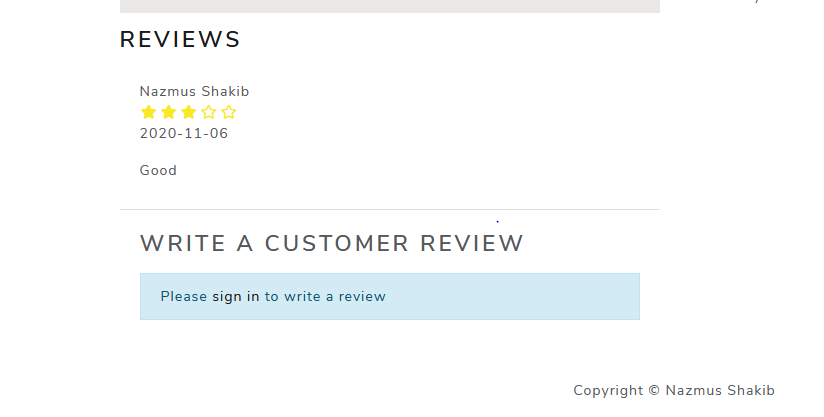 REVIEWS
Nazmus Shakib
2020-11-06
Good
WRITE A CUSTOMER REVIEW
Please sign in to write a review
Copyright © Nazmus Shakib